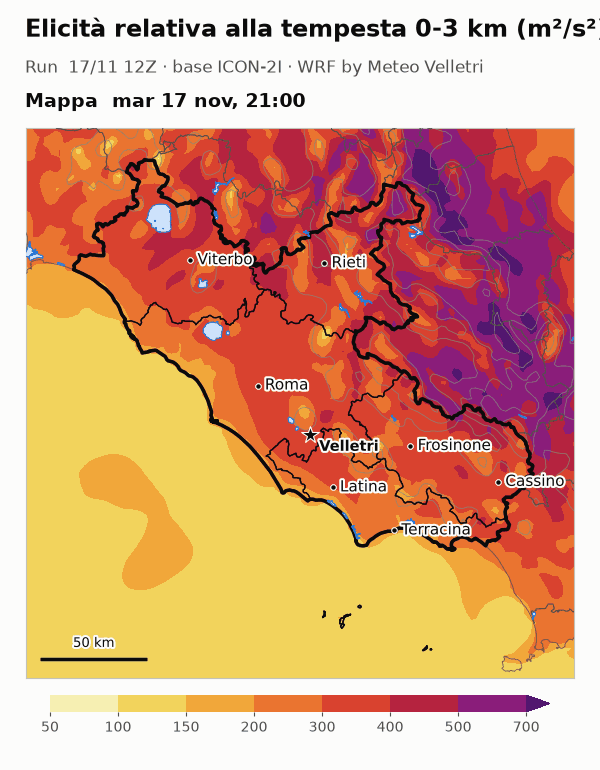 Elicità relativa alla tempesta 0-3 km (m²/s²)
Run 17/11 12Z · base ICON-2I · WRF by Meteo Velletri
Mappa mar 17 nov, 21:00
Viterbo
Rieti
Roma
Velletri
Frosinone
Cassino
Latina
Terracina
50 km
50 100 150 200 300 400 500 700